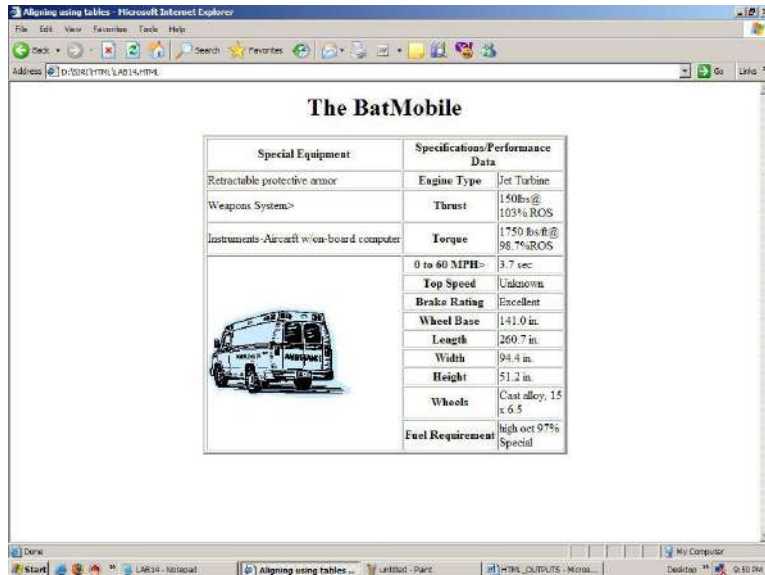 Aligning using tables - Microsoft Internet Explorer
File Edit View Favorites Tools Help
Back Search Favorites
Address D:\SIRI\HTML\LAB14.HTML Go Links
The BatMobile
Special Equipment
Specifications/Performance
Data
Retractable protective armor
Engine Type Jet Turbine
Weapons System>
Thrust
150lbs@
103% ROS
Instruments-Aircarft w/on-board computer
Torque
1750 lbs/ft@
98.7%ROS
0 to 60 MPH> 3.7 sec
Top Speed Unknown
Brake Rating Excellent
Wheel Base 141.0 in.
Length 260.7 in.
Width 94.4 in.
Height 51.2 in.
Wheels
Cast alloy, 15
x 6.5
Fuel Requirement
high oct 97%
Special
AMBULANCE
Done My Computer
Start LAB14 - Notepad Aligning using tables ... untitled - Paint HTML_OUTPUTS - Micros... Desktop 9:50 PM